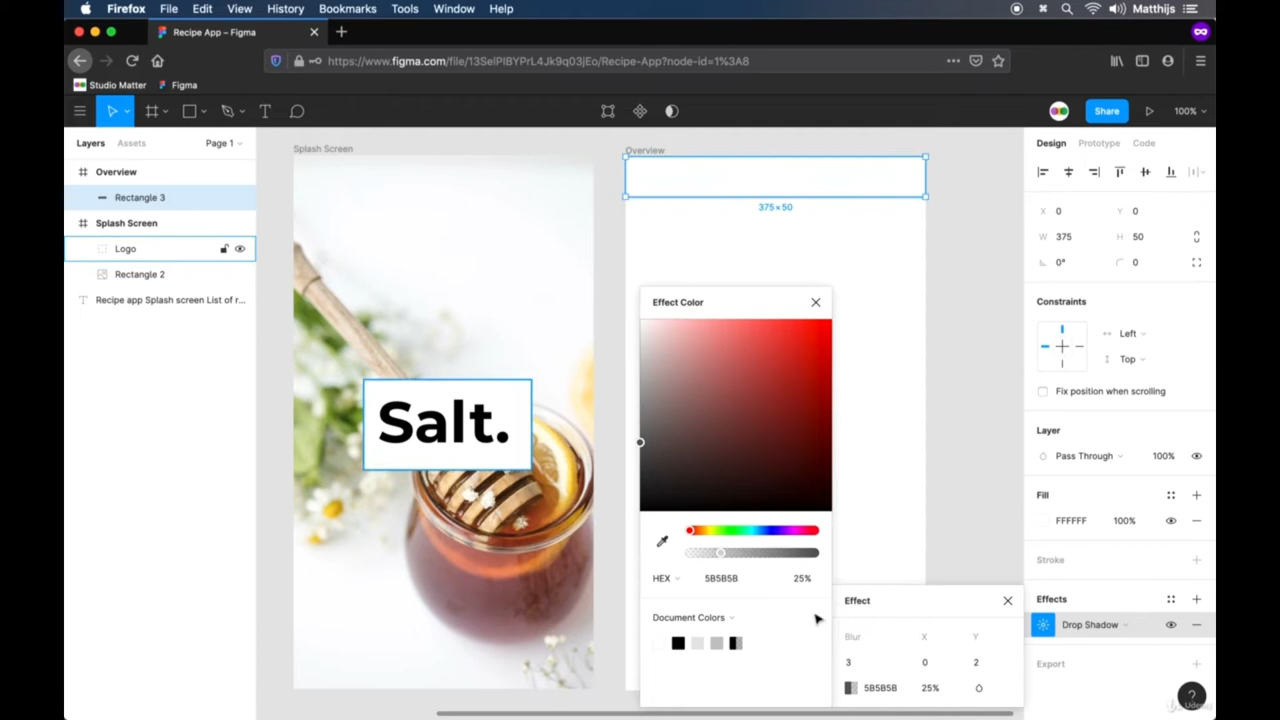 Firefox File Edit View History Bookmarks Tools Window Help Matthijs
Recipe App – Figma
https://www.figma.com/file/13SelPIBYPrL4Jk9q03jEo/Recipe-App?node-id=1%3A8
Studio Matter Figma
Share 100%
Layers Assets Page 1
Overview
Rectangle 3
Splash Screen
Logo
Rectangle 2
Recipe app Splash screen List of r...
Splash Screen
Salt.
Overview
375 × 50
Effect Color
HEX 5B5B5B 25%
Document Colors
Effect
Blur X Y
3 0 2
5B5B5B 25%
Design Prototype Code
X 0 Y 0
W 375 H 50
0° 0
Constraints
Left
Top
Fix position when scrolling
Layer
Pass Through 100%
Fill
FFFFFF 100%
Stroke
Effects
Drop Shadow
Export
?
Udemy